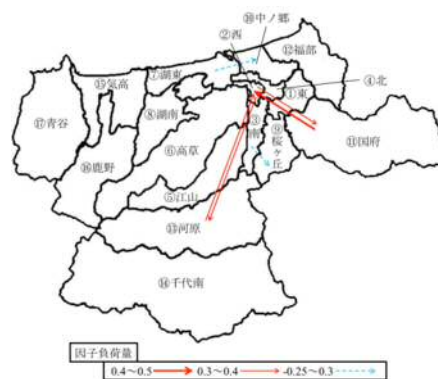 ⑩中ノ郷
②西
⑫福部
⑦湖東
④北
⑮気高
①東
⑧湖南
⑰青谷
③南
⑨桜ヶ丘
⑪国府
⑥高草
⑯鹿野
⑤江山
⑬河原
⑭千代南
因子負荷量
0.4~0.5 0.3~0.4 -0.25~0.3